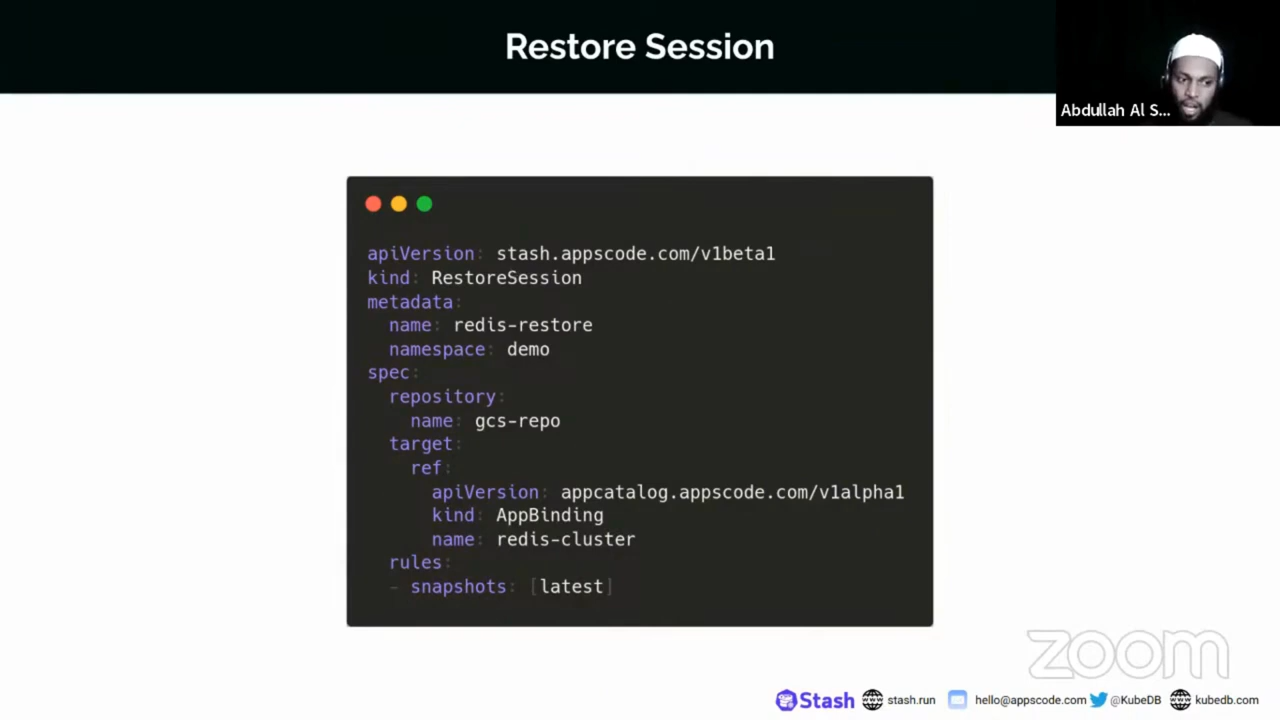 Restore Session
Abdullah Al S...
apiVersion: stash.appscode.com/v1beta1
kind: RestoreSession
metadata:
  name: redis-restore
  namespace: demo
spec:
  repository:
    name: gcs-repo
  target:
    ref:
      apiVersion: appcatalog.appscode.com/v1alpha1
      kind: AppBinding
      name: redis-cluster
  rules:
  - snapshots: [latest]
zoom
Stash stash.run hello@appscode.com @KubeDB kubedb.com